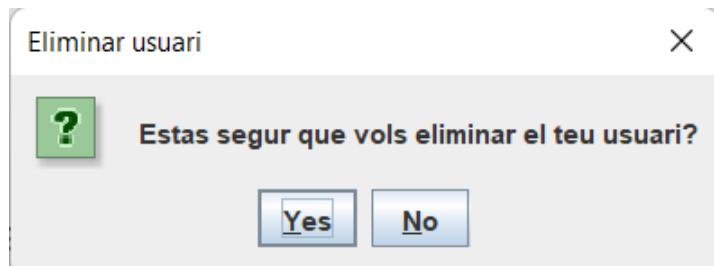 Eliminar usuari
Estas segur que vols eliminar el teu usuari?
Yes No